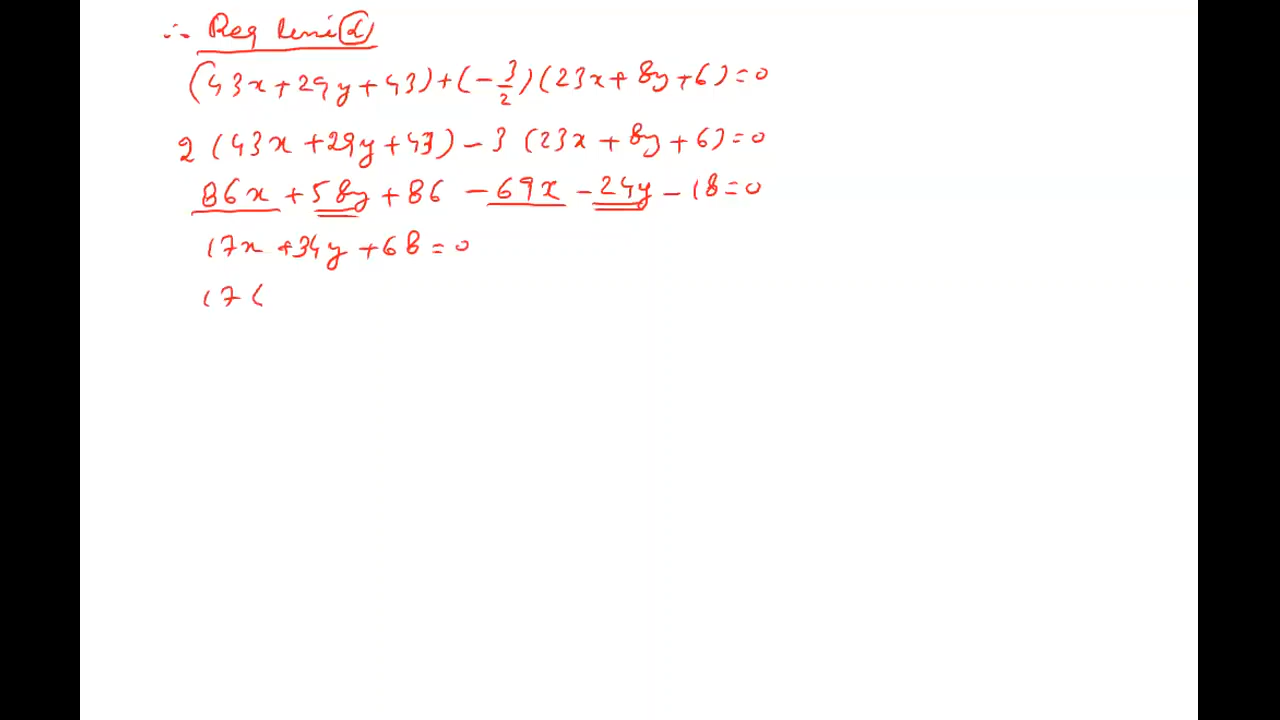 ∴ Req line (L)
(43x+29y+43)+(-3/2)(23x+8y+6)=0
2(43x+29y+43)-3(23x+8y+6)=0
86x+58y+86-69x-24y-18=0
17x+34y+68=0
17(